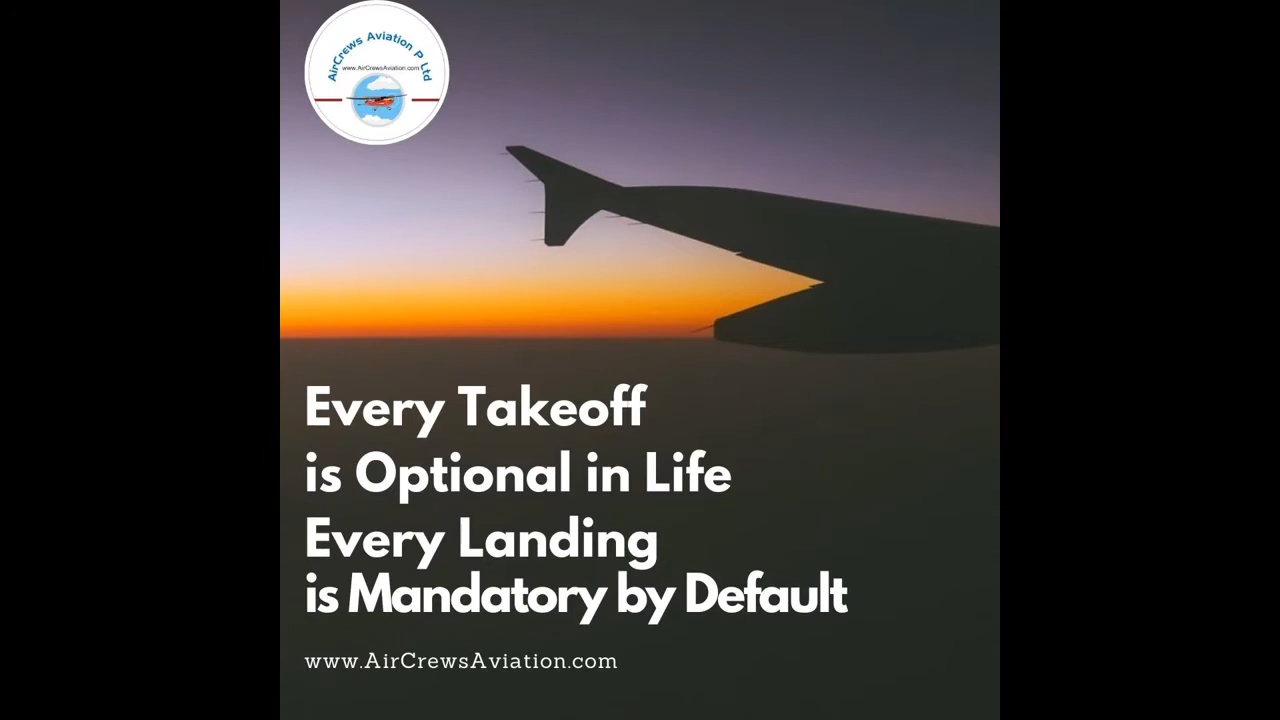 AirCrews Aviation P Ltd
www.AirCrewsAviation.com
Every Takeoff
is Optional in Life
Every Landing
is Mandatory by Default
www.AirCrewsAviation.com